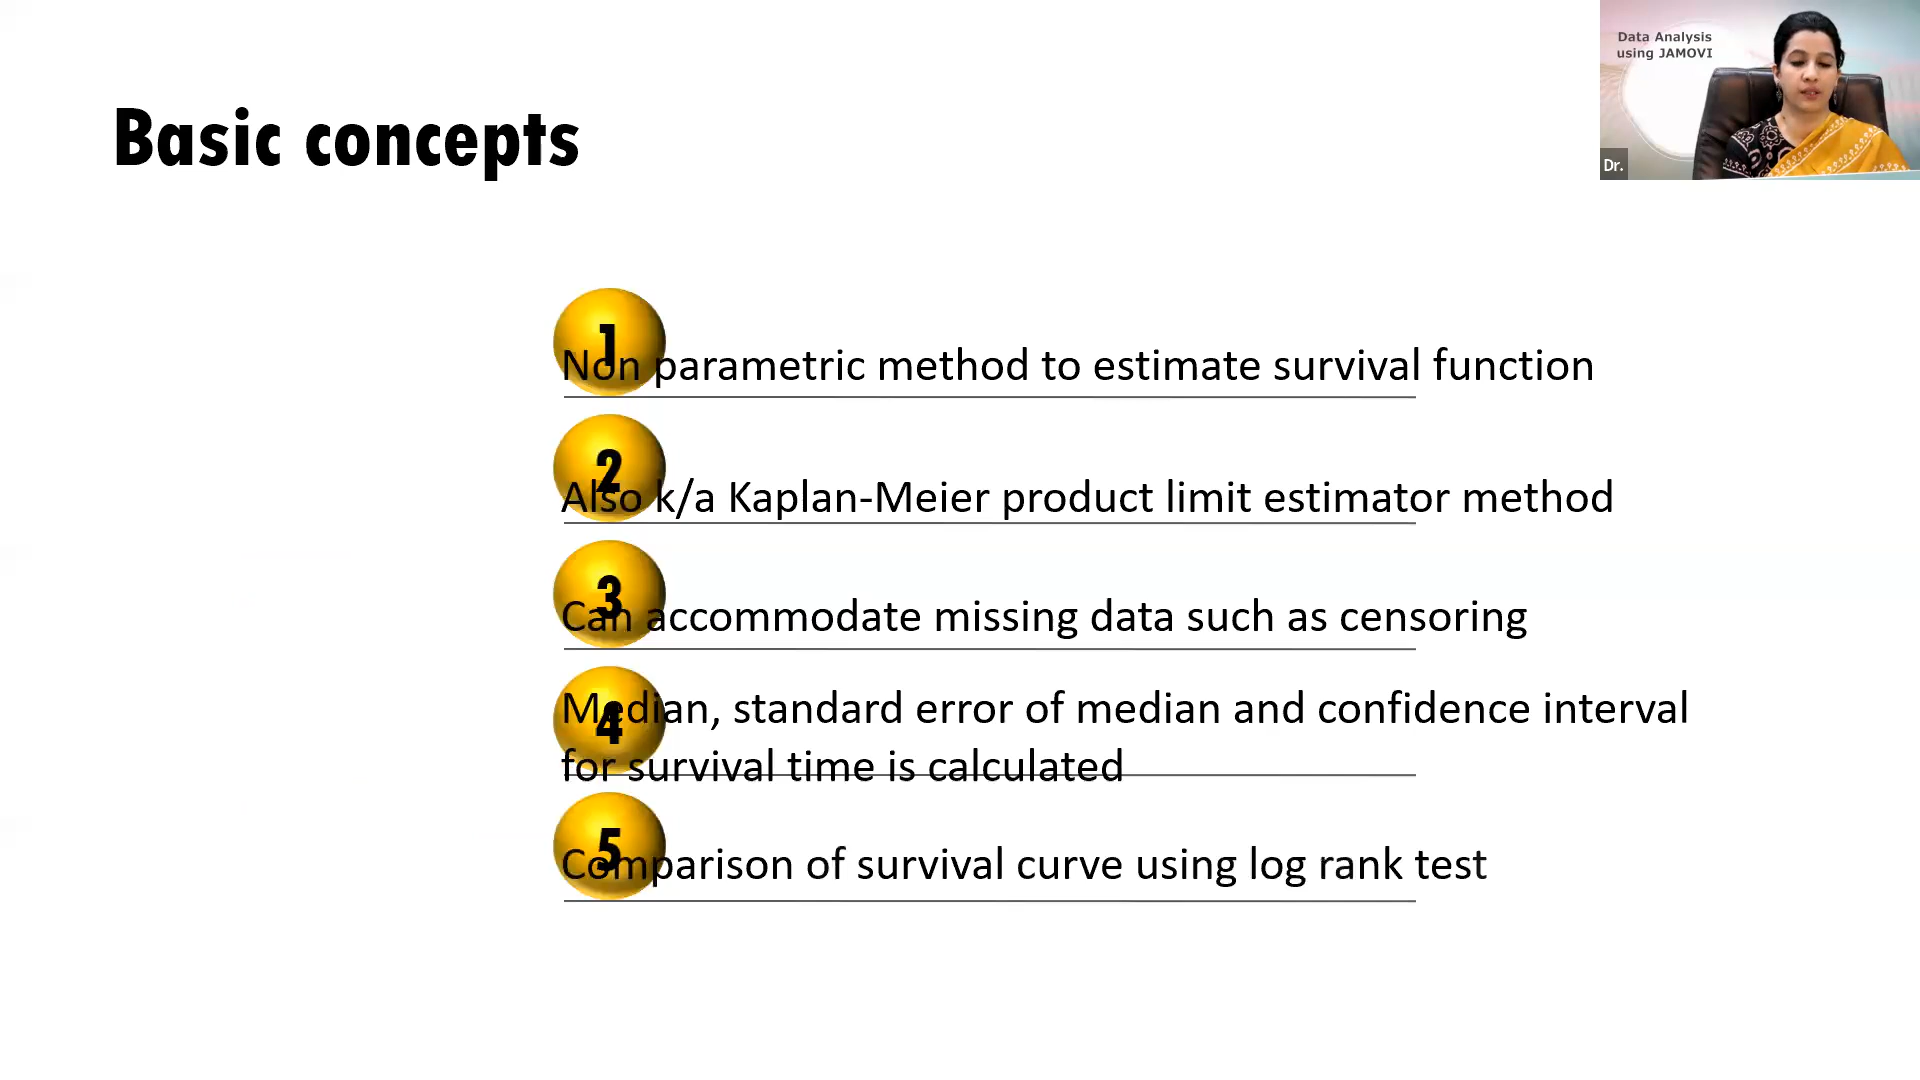 Data Analysis
using JAMOVI
Dr.
Basic concepts
1
Non parametric method to estimate survival function
2
Also k/a Kaplan-Meier product limit estimator method
3
Can accommodate missing data such as censoring
4
Median, standard error of median and confidence interval
for survival time is calculated
5
Comparison of survival curve using log rank test